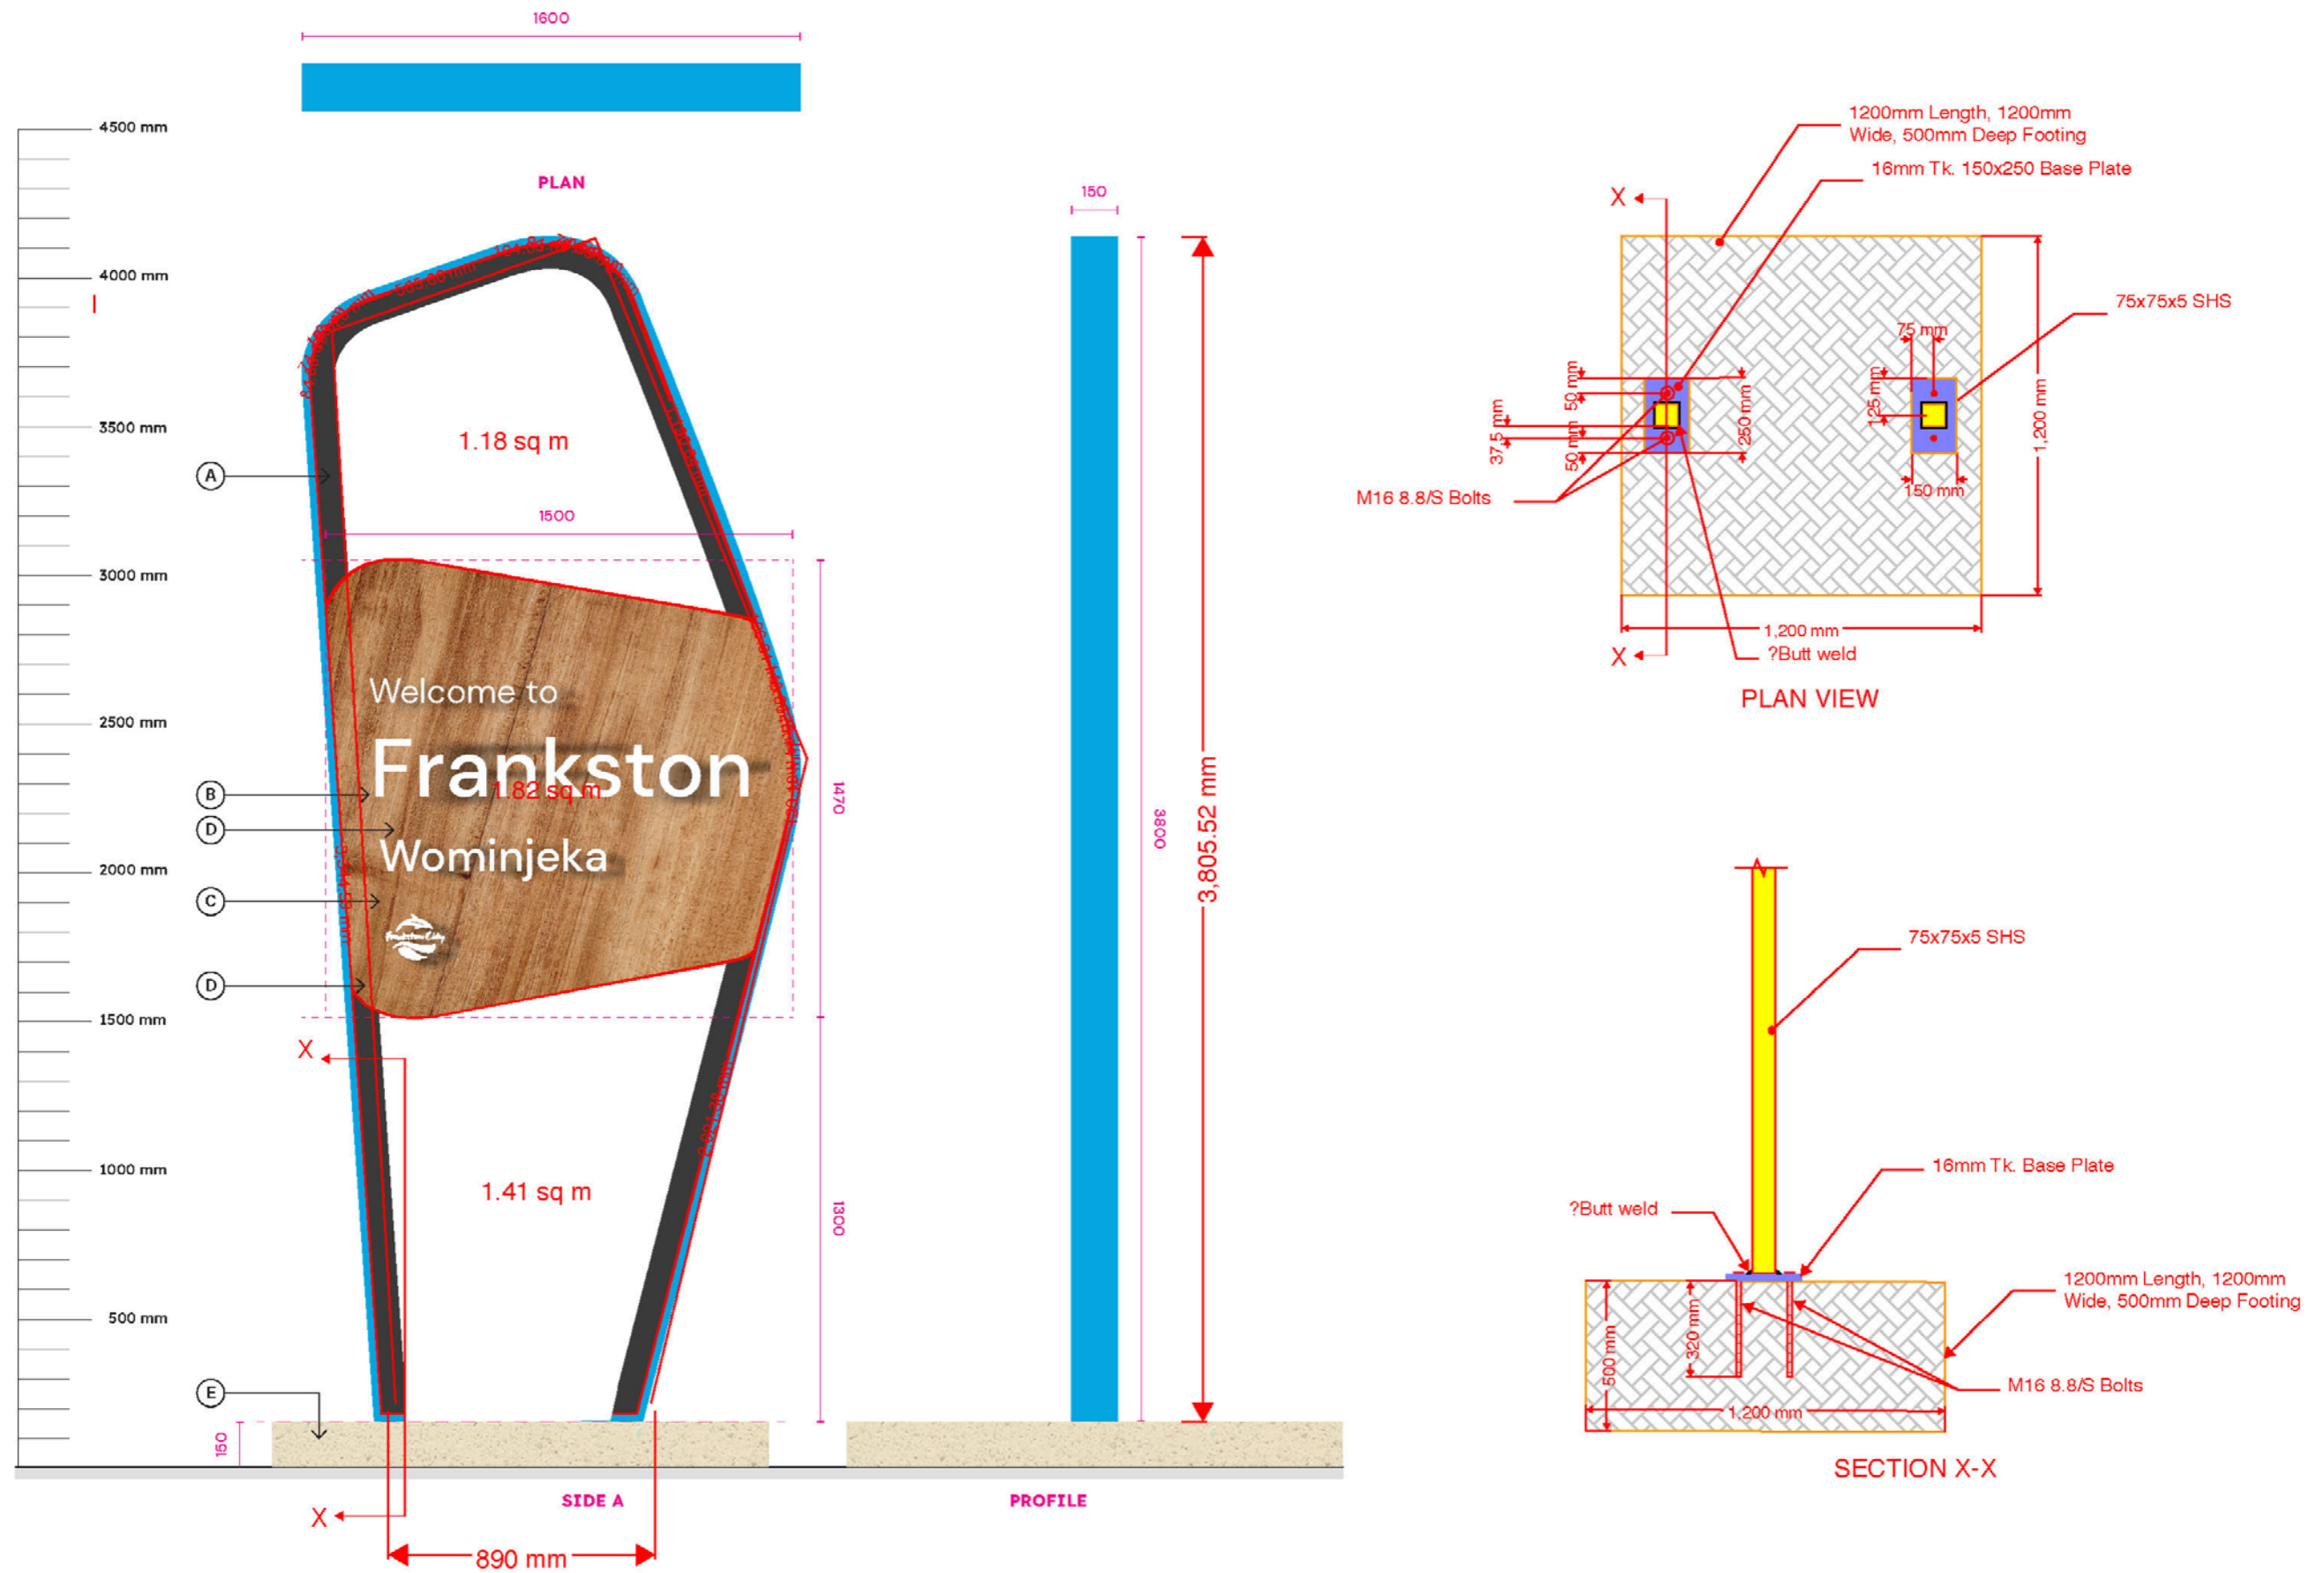 1600
PLAN
4500 mm
4000 mm
3500 mm
3000 mm
2500 mm
2000 mm
1500 mm
1000 mm
500 mm
A
B
D
C
D
E
1.18 sq m
1500
Welcome to
Frankston
1.82 sq m
Wominjeka
Frankston City
1470
1300
1.41 sq m
X
X
150
890 mm
SIDE A
150
3800
3,805.52 mm
PROFILE
1200mm Length, 1200mm
Wide, 500mm Deep Footing
16mm Tk. 150x250 Base Plate
X
75x75x5 SHS
75 mm
50 mm
125 mm
250 mm
37.5 mm
50 mm
1,200 mm
150 mm
M16 8.8/S Bolts
1,200 mm
X
?Butt weld
PLAN VIEW
75x75x5 SHS
16mm Tk. Base Plate
?Butt weld
1200mm Length, 1200mm
Wide, 500mm Deep Footing
320 mm
500 mm
M16 8.8/S Bolts
1,200 mm
SECTION X-X